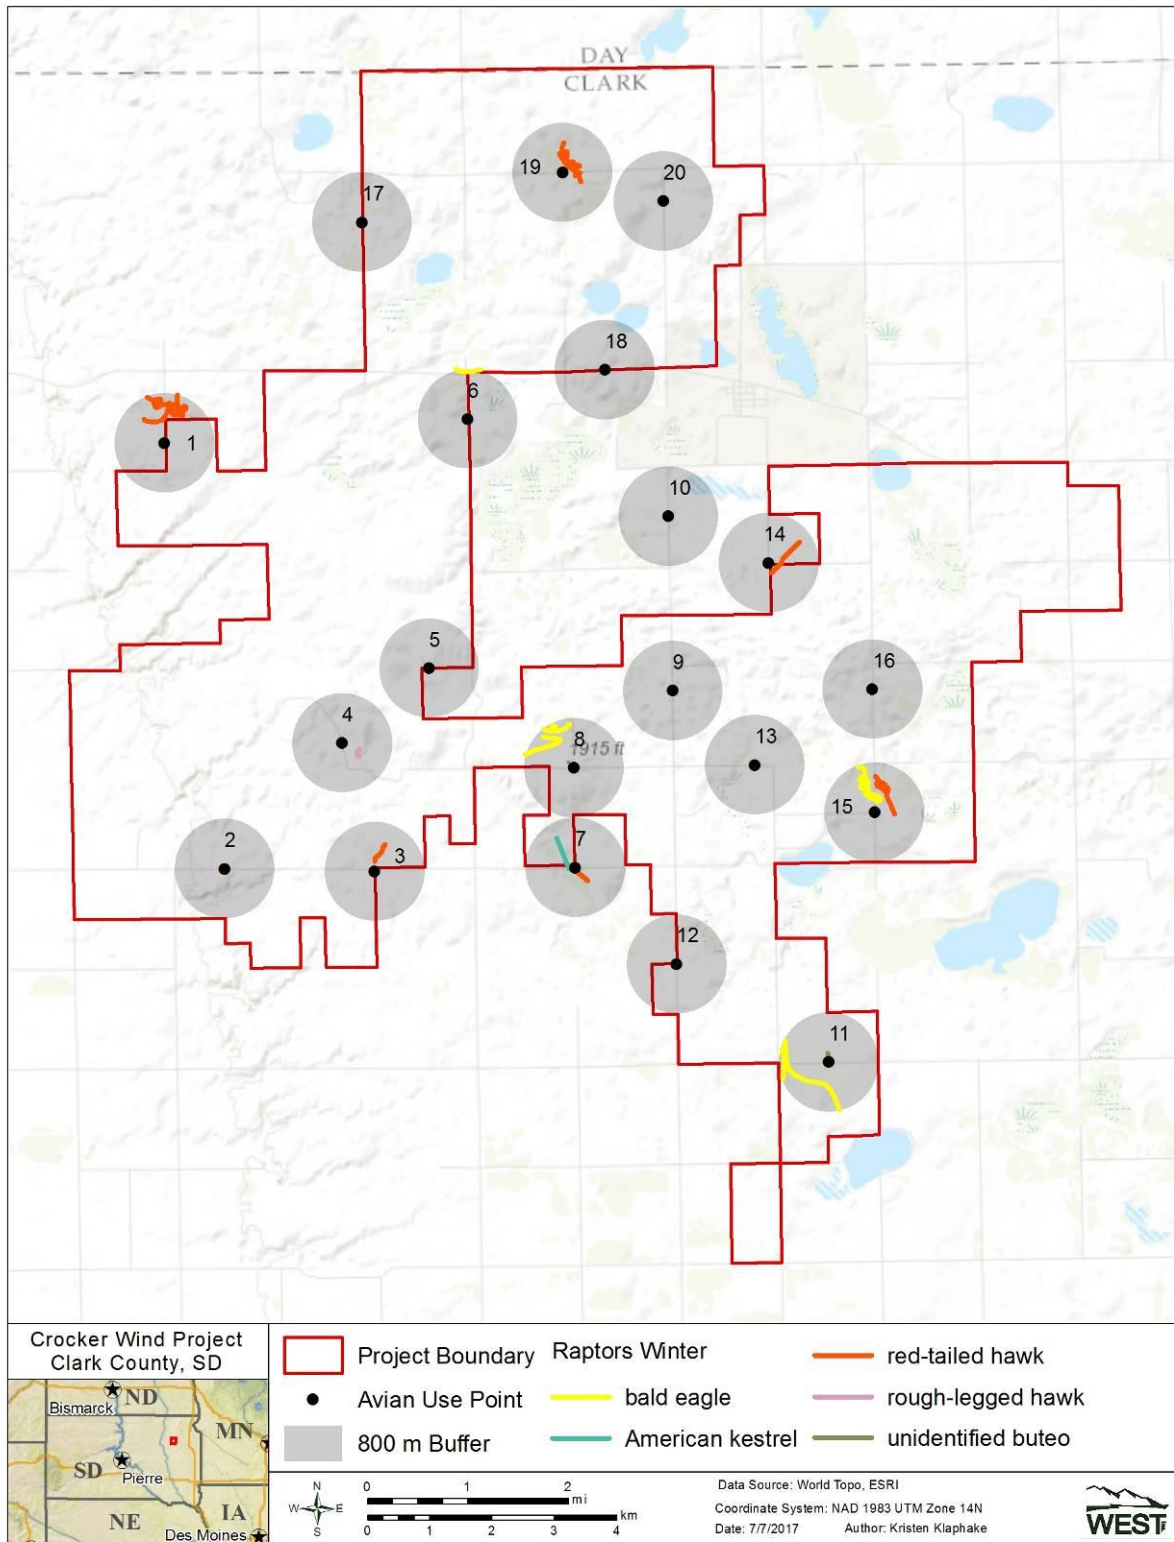 DAY
CLARK
19
20
17
18
6
1
10
14
5
9
16
4
8
1915 ft
13
15
2
3
7
12
11
Crocker Wind Project
Clark County, SD
ND
Bismarck
MN
SD
Pierre
IA
NE
Des Moines
Project Boundary
Avian Use Point
800 m Buffer
Raptors Winter
bald eagle
American kestrel
red-tailed hawk
rough-legged hawk
unidentified buteo
N
W E
S
0 1 2
mi
km
0 1 2 3 4
Data Source: World Topo, ESRI
Coordinate System: NAD 1983 UTM Zone 14N
Date: 7/7/2017 Author: Kristen Klaphake
WEST